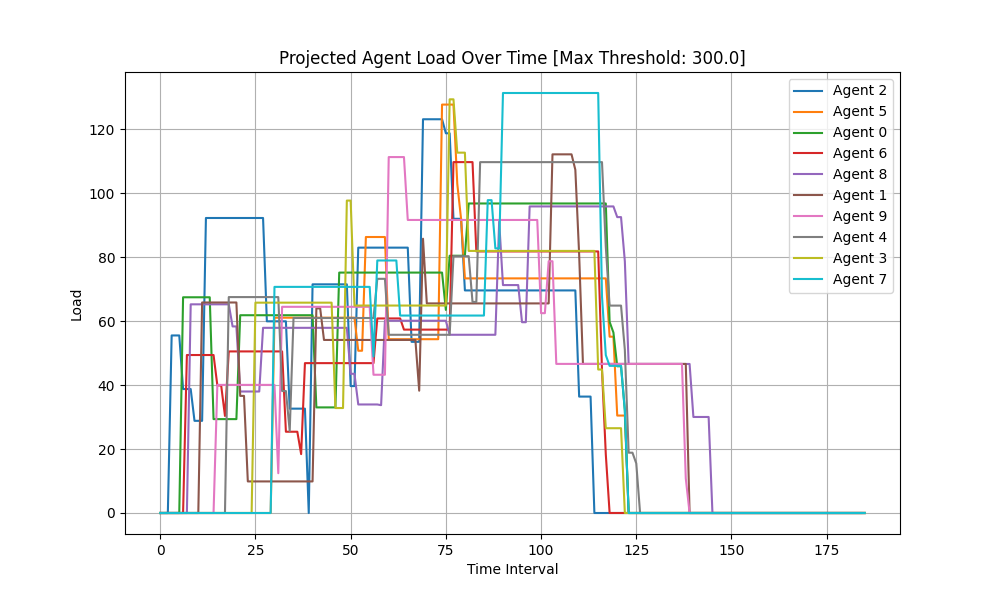 Projected Agent Load Over Time [Max Threshold: 300.0]
Load
120
100
80
60
40
20
0
0 25 50 75 100 125 150 175
Time Interval
Agent 2
Agent 5
Agent 0
Agent 6
Agent 8
Agent 1
Agent 9
Agent 4
Agent 3
Agent 7